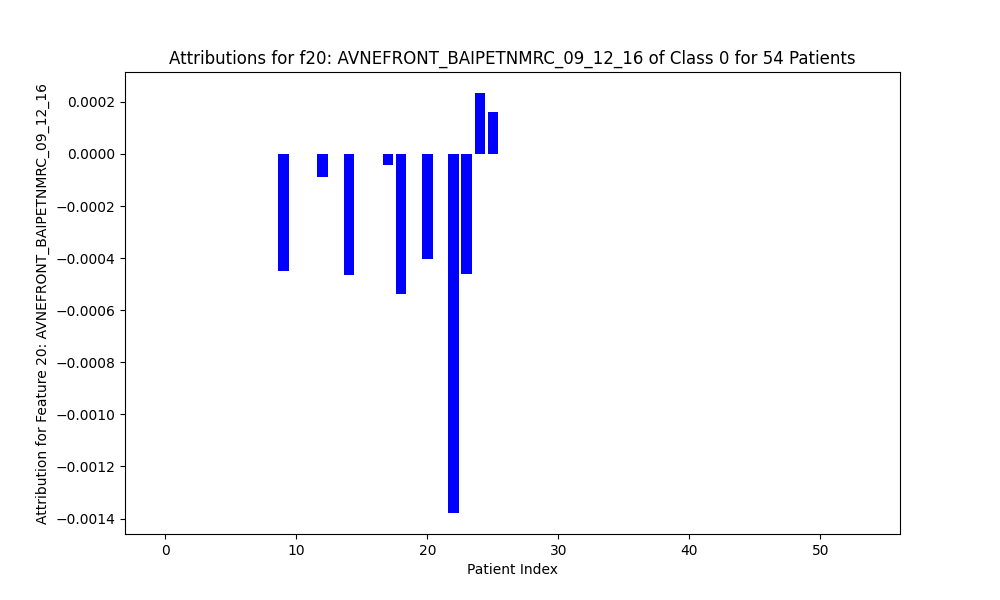 Attributions for f20: AVNEFRONT_BAIPETNMRC_09_12_16 of Class 0 for 54 Patients
Attribution for Feature 20: AVNEFRONT_BAIPETNMRC_09_12_16
0.0002
0.0000
−0.0002
−0.0004
−0.0006
−0.0008
−0.0010
−0.0012
−0.0014
0 10 20 30 40 50
Patient Index